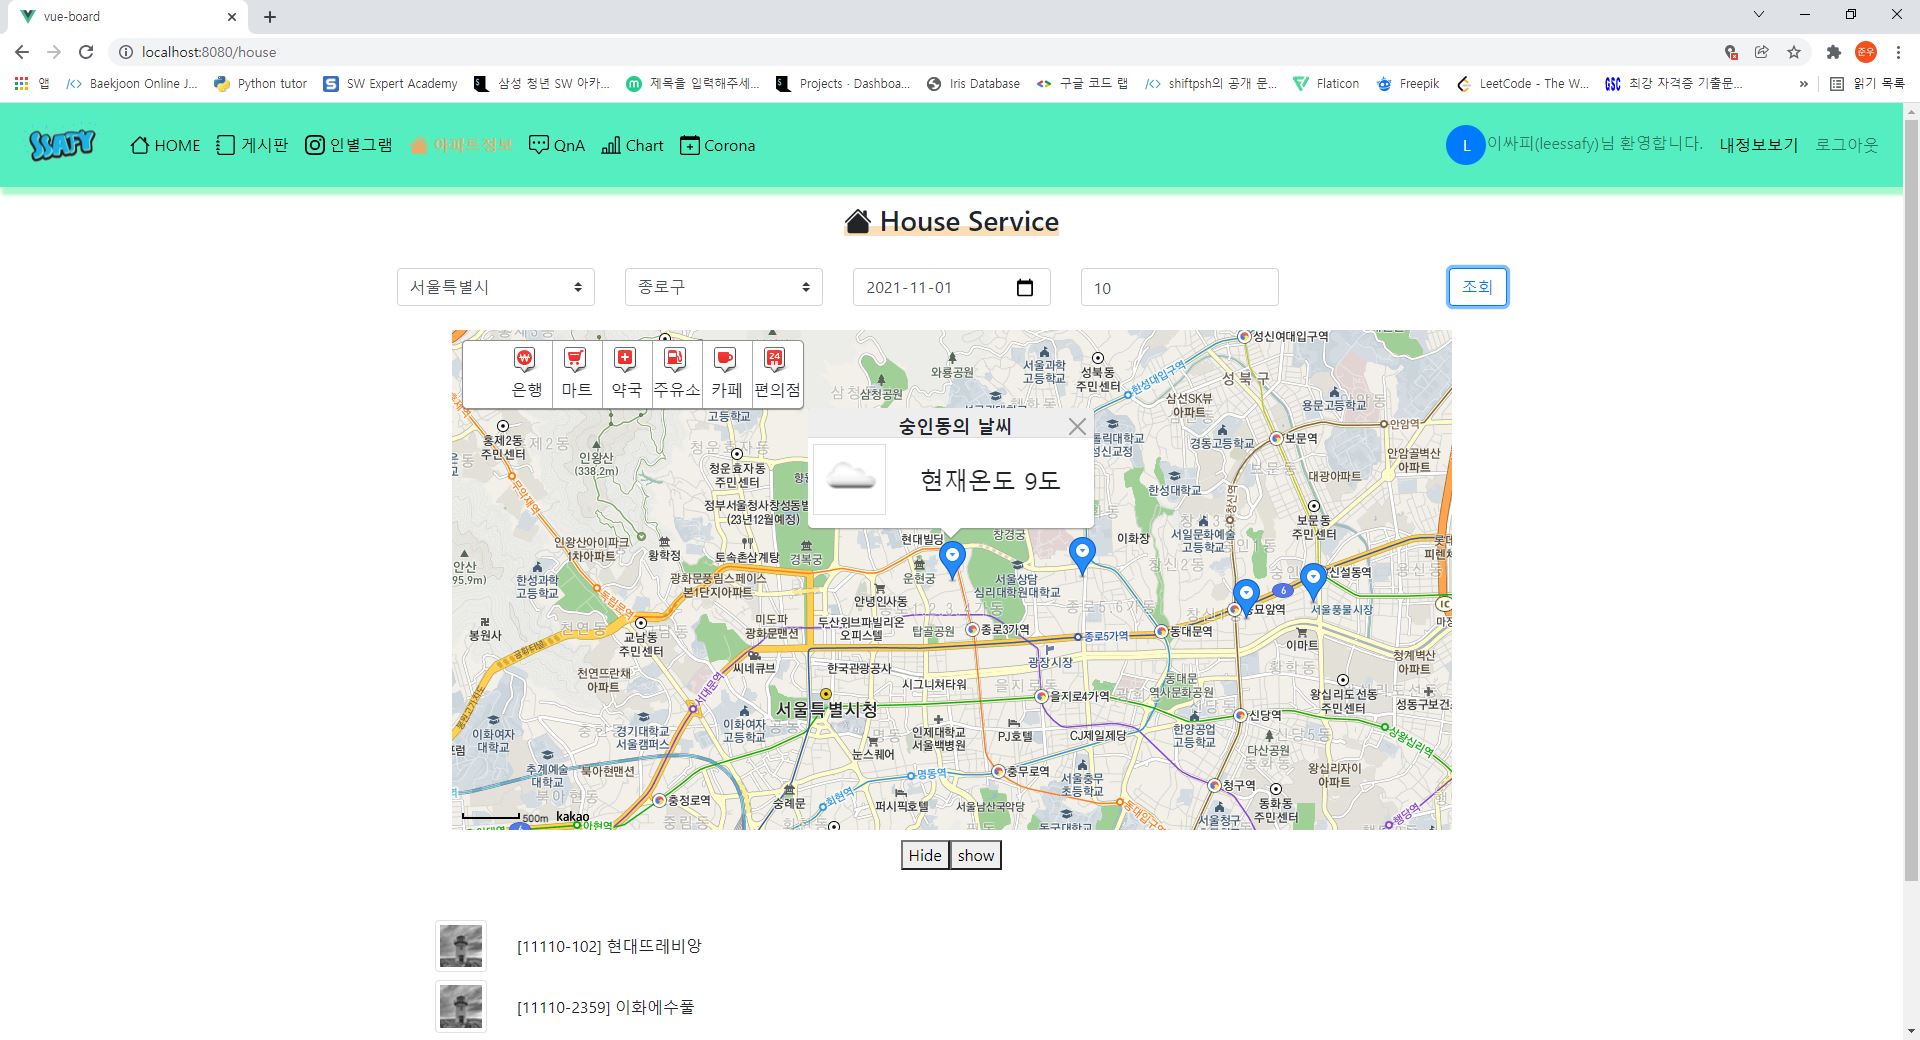 vue-board
localhost:8080/house
준우
앱
Baekjoon Online J...
Python tutor
SW Expert Academy
삼성 청년 SW 아카...
제목을 입력해주세...
Projects · Dashboa...
Iris Database
구글 코드 랩
shiftpsh의 공개 문...
Flaticon
Freepik
LeetCode - The W...
최강 자격증 기출문...
»
읽기 목록
SSAFY
HOME
게시판
인별그램
아파트정보
QnA
Chart
Corona
L
이싸피(leessafy)님 환영합니다.
내정보보기
로그아웃
House Service
서울특별시
종로구
2021-11-01
10
조회
은행
마트
약국
주유소
카페
편의점
숭인동의 날씨
현재온도 9도
성신여대입구역
와룡공원
서울과학
고등학교
성북동
주민센터
한성대입구역
성북구
삼청공원
삼선SK뷰
아파트
용문고등학교
고등학교
홍제2동
주민센터
인왕산
(338.2m)
청운효자동
주민센터
경동고등학교
보문역
안암역
안암골벽산
아파트
대광아파트
한성대학교
정부서울청사창성동별
(23년12월예정)
현대빌딩
창경궁
이화장
서일문화예술
고등학교
보문동
주민센터
인왕산아이파크
1차아파트
황학정
토속촌삼계탕
경복궁
운현궁
서울상담
심리대학원대학교
한성과학
고등학교
독립문역
광화문풍림스페이스
본1단지아파트
안녕인사동
창신2동
신설동역
서울풍물시장
봉원사
교남동
주민센터
미도파
광화문맨션
두산위브파빌리온
오피스텔
탑골공원
종로3가역
종로5가역
동대문역
이마트
천연뜨란채
아파트
씨네큐브
한국관광공사
광장시장
시그니쳐타워
동대문
역사문화공원
청계벽산
아파트
왕십리도선동
주민센터
성동구보건소
서대문역
서울특별시청
을지로4가역
신당역
이화여자
대학교
경기대학교
서울캠퍼스
이화여자
고등학교
눈스퀘어
인제대학교
서울백병원
PJ호텔
CJ제일제당
한양공업
고등학교
다산공원
상왕십리역
추계예술
대학교
북아현맨션
명동역
충무로역
서울충무
초등학교
청구역
왕십리자이
아파트
충정로역
숭례문
회현역
퍼시픽호텔
서울남산국악당
동화동
주민센터
행당역
500m
kakao
아현역
Hide
show
[11110-102] 현대뜨레비앙
[11110-2359] 이화에수풀